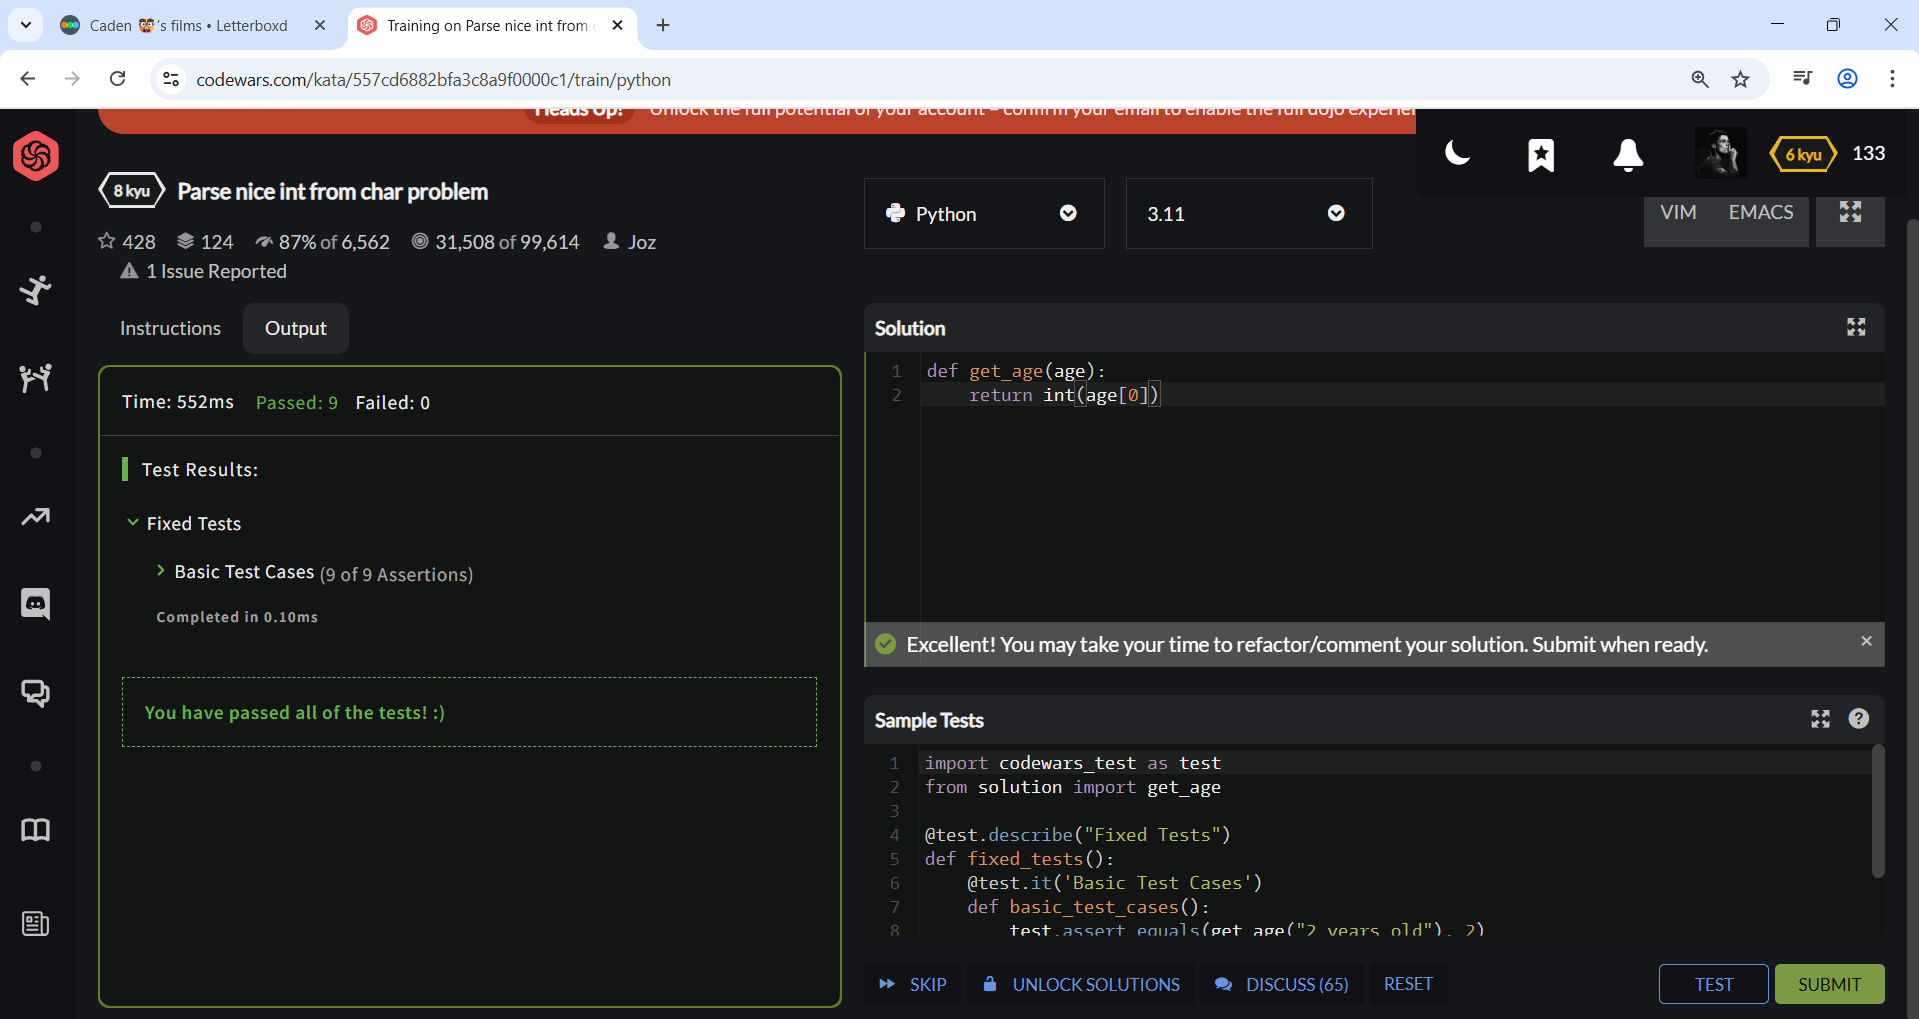 Caden 's films • Letterboxd
Training on Parse nice int from
codewars.com/kata/557cd6882bfa3c8a9f0000c1/train/python
Heads Up! Unlock the full potential of your account – confirm your email to enable the full dojo experien
6 kyu 133
8 kyu Parse nice int from char problem
428 124 87% of 6,562 31,508 of 99,614 Joz
1 Issue Reported
Python
3.11
VIM EMACS
Instructions Output
Time: 552ms Passed: 9 Failed: 0
Test Results:
Fixed Tests
Basic Test Cases (9 of 9 Assertions)
Completed in 0.10ms
You have passed all of the tests! :)
Solution
1 def get_age(age):
2     return int(age[0])
Excellent! You may take your time to refactor/comment your solution. Submit when ready.
Sample Tests
1 import codewars_test as test
2 from solution import get_age
3
4 @test.describe("Fixed Tests")
5 def fixed_tests():
6     @test.it('Basic Test Cases')
7     def basic_test_cases():
8         test.assert_equals(get_age("2 years old"), 2)
SKIP UNLOCK SOLUTIONS DISCUSS (65) RESET TEST SUBMIT